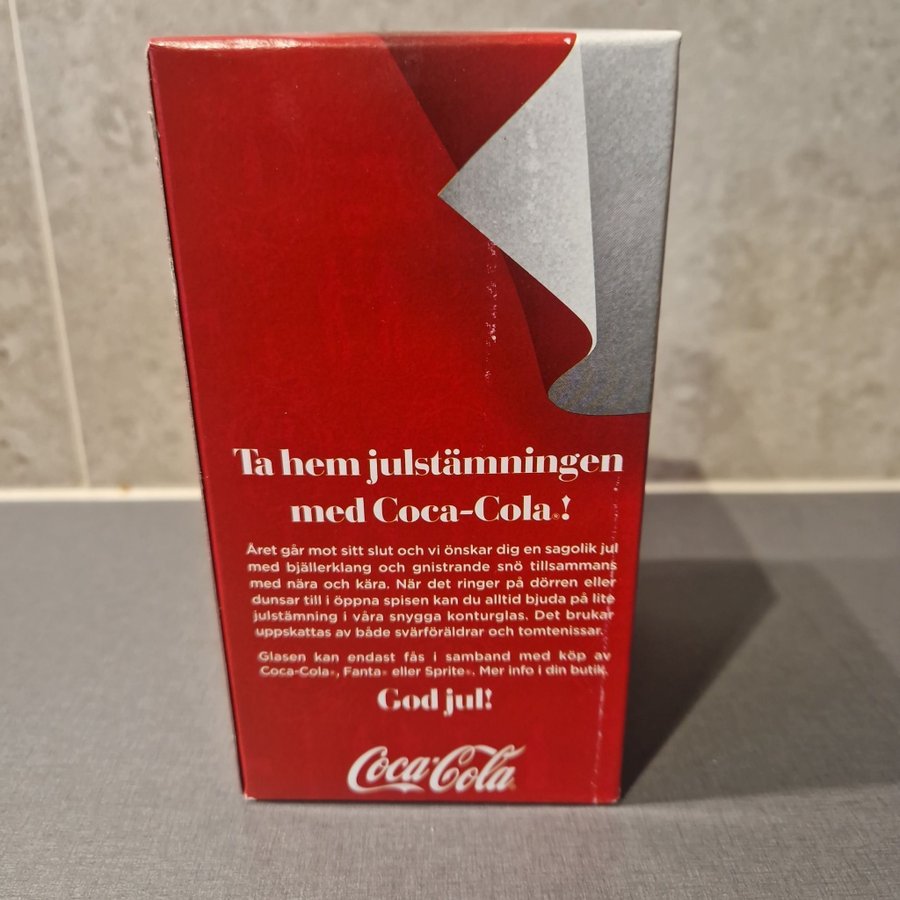 Ta hem julstämningen
med Coca-Cola®!
Året går mot sitt slut och vi önskar dig en sagolik jul
med bjällerklang och gnistrande snö tillsammans
med nära och kära. När det ringer på dörren eller
dunsar till i öppna spisen kan du alltid bjuda på lite
julstämning i våra snygga konturglas. Det brukar
uppskattas av både svärföräldrar och tomtenissar.
Glasen kan endast fås i samband med köp av
Coca-Cola®, Fanta® eller Sprite®. Mer info i din butik.
God jul!
Coca-Cola®